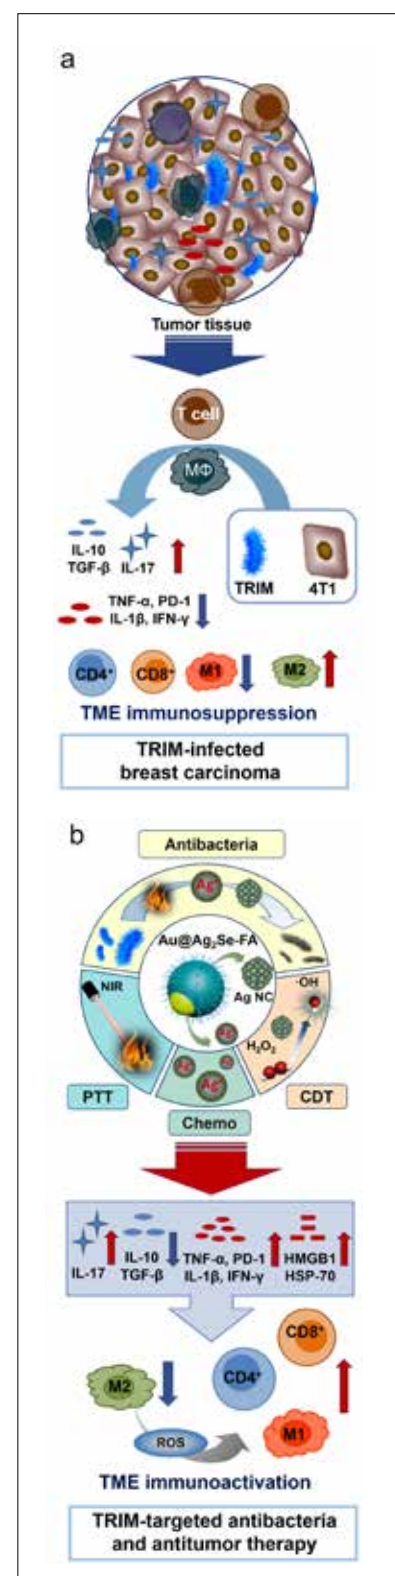 a
Tumor tissue
T cell
MΦ
IL-10
TGF-β
IL-17
TRIM
4T1
TNF-α, PD-1
IL-1β, IFN-γ
CD4⁺
CD8⁺
M1
M2
TME immunosuppression
TRIM-infected
breast carcinoma
b
Antibacteria
Ag⁺
Au@Ag₂Se-FA
Ag NC
NIR
·OH
H₂O₂
Ag⁺
Ag⁺
Ag⁺
Ag⁺
PTT
CDT
Chemo
IL-17
IL-10
TGF-β
TNF-α, PD-1
IL-1β, IFN-γ
HMGB1
HSP-70
CD8⁺
CD4⁺
M2
ROS
M1
TME immunoactivation
TRIM-targeted antibacteria
and antitumor therapy